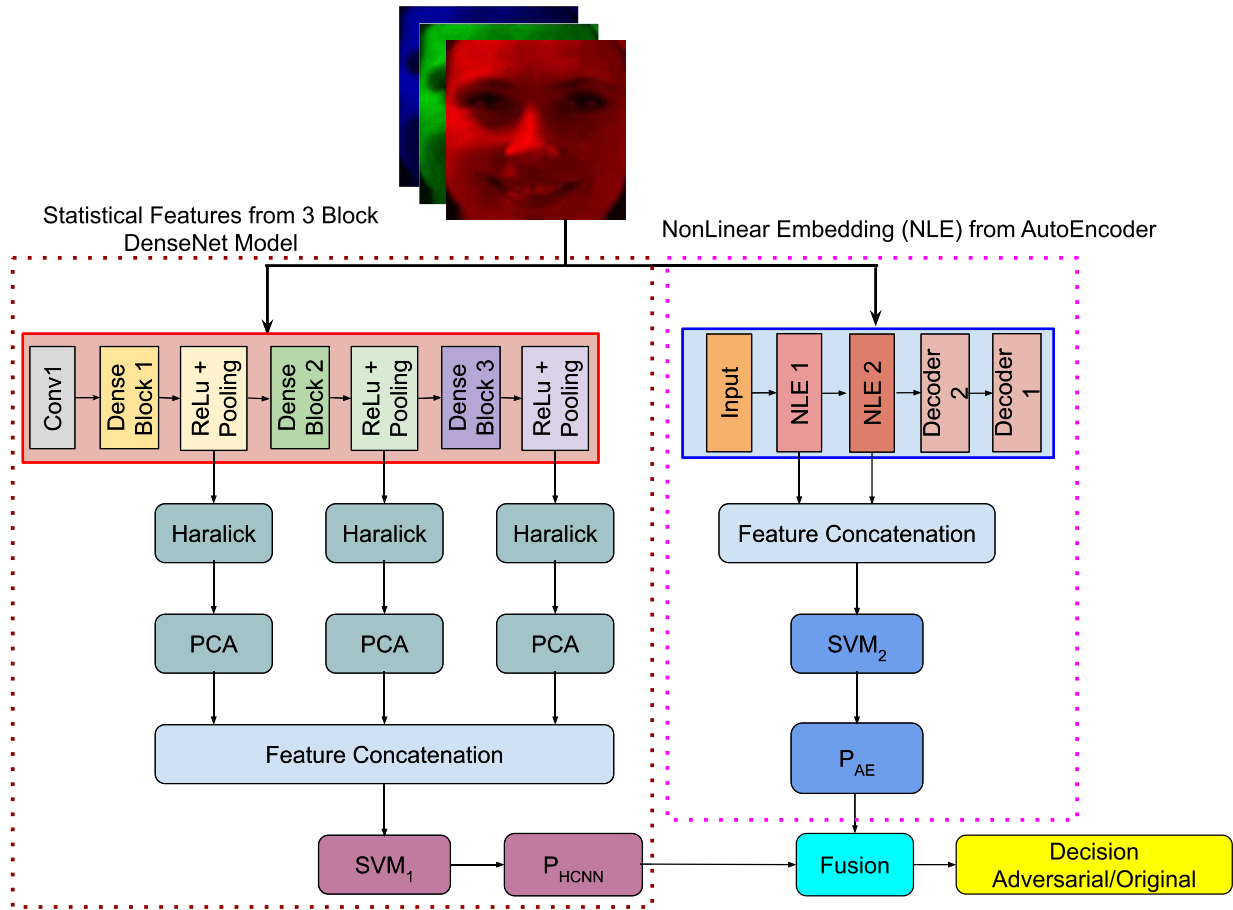 Statistical Features from 3 Block
DenseNet Model
NonLinear Embedding (NLE) from AutoEncoder
Conv1
Dense
Block 1
ReLu +
Pooling
Dense
Block 2
ReLu +
Pooling
Dense
Block 3
ReLu +
Pooling
Input
NLE 1
NLE 2
Decoder
2
Decoder
1
Haralick
Haralick
Haralick
Feature Concatenation
PCA
PCA
PCA
SVM2
Feature Concatenation
PAE
SVM1
PHCNN
Fusion
Decision
Adversarial/Original